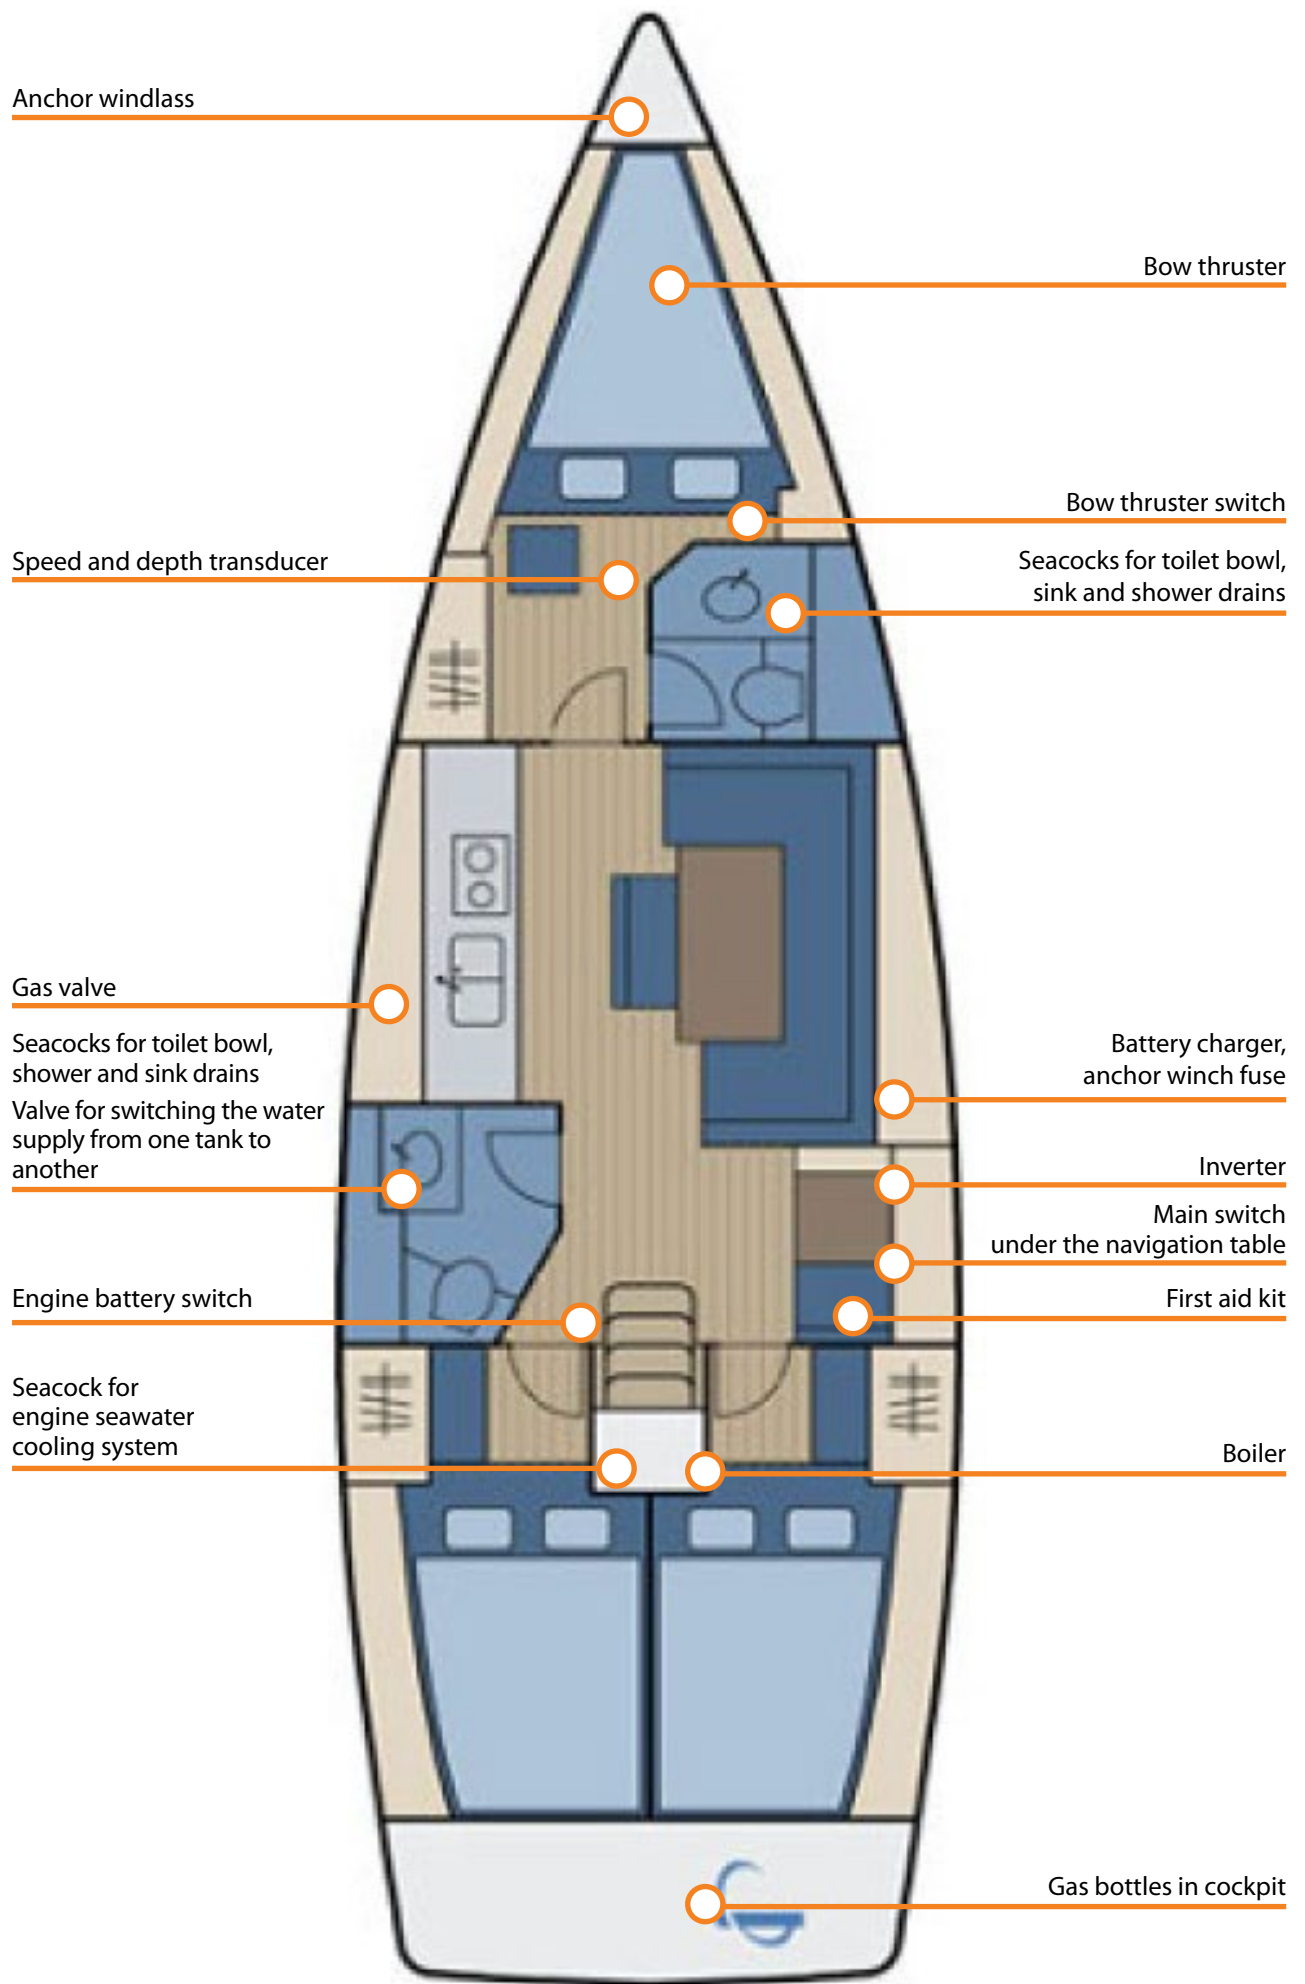 Anchor windlass
Bow thruster
Bow thruster switch
Speed and depth transducer
Seacocks for toilet bowl,
sink and shower drains
Gas valve
Seacocks for toilet bowl,
shower and sink drains
Valve for switching the water
supply from one tank to
another
Battery charger,
anchor winch fuse
Inverter
Main switch
under the navigation table
Engine battery switch
First aid kit
Seacock for
engine seawater
cooling system
Boiler
Gas bottles in cockpit